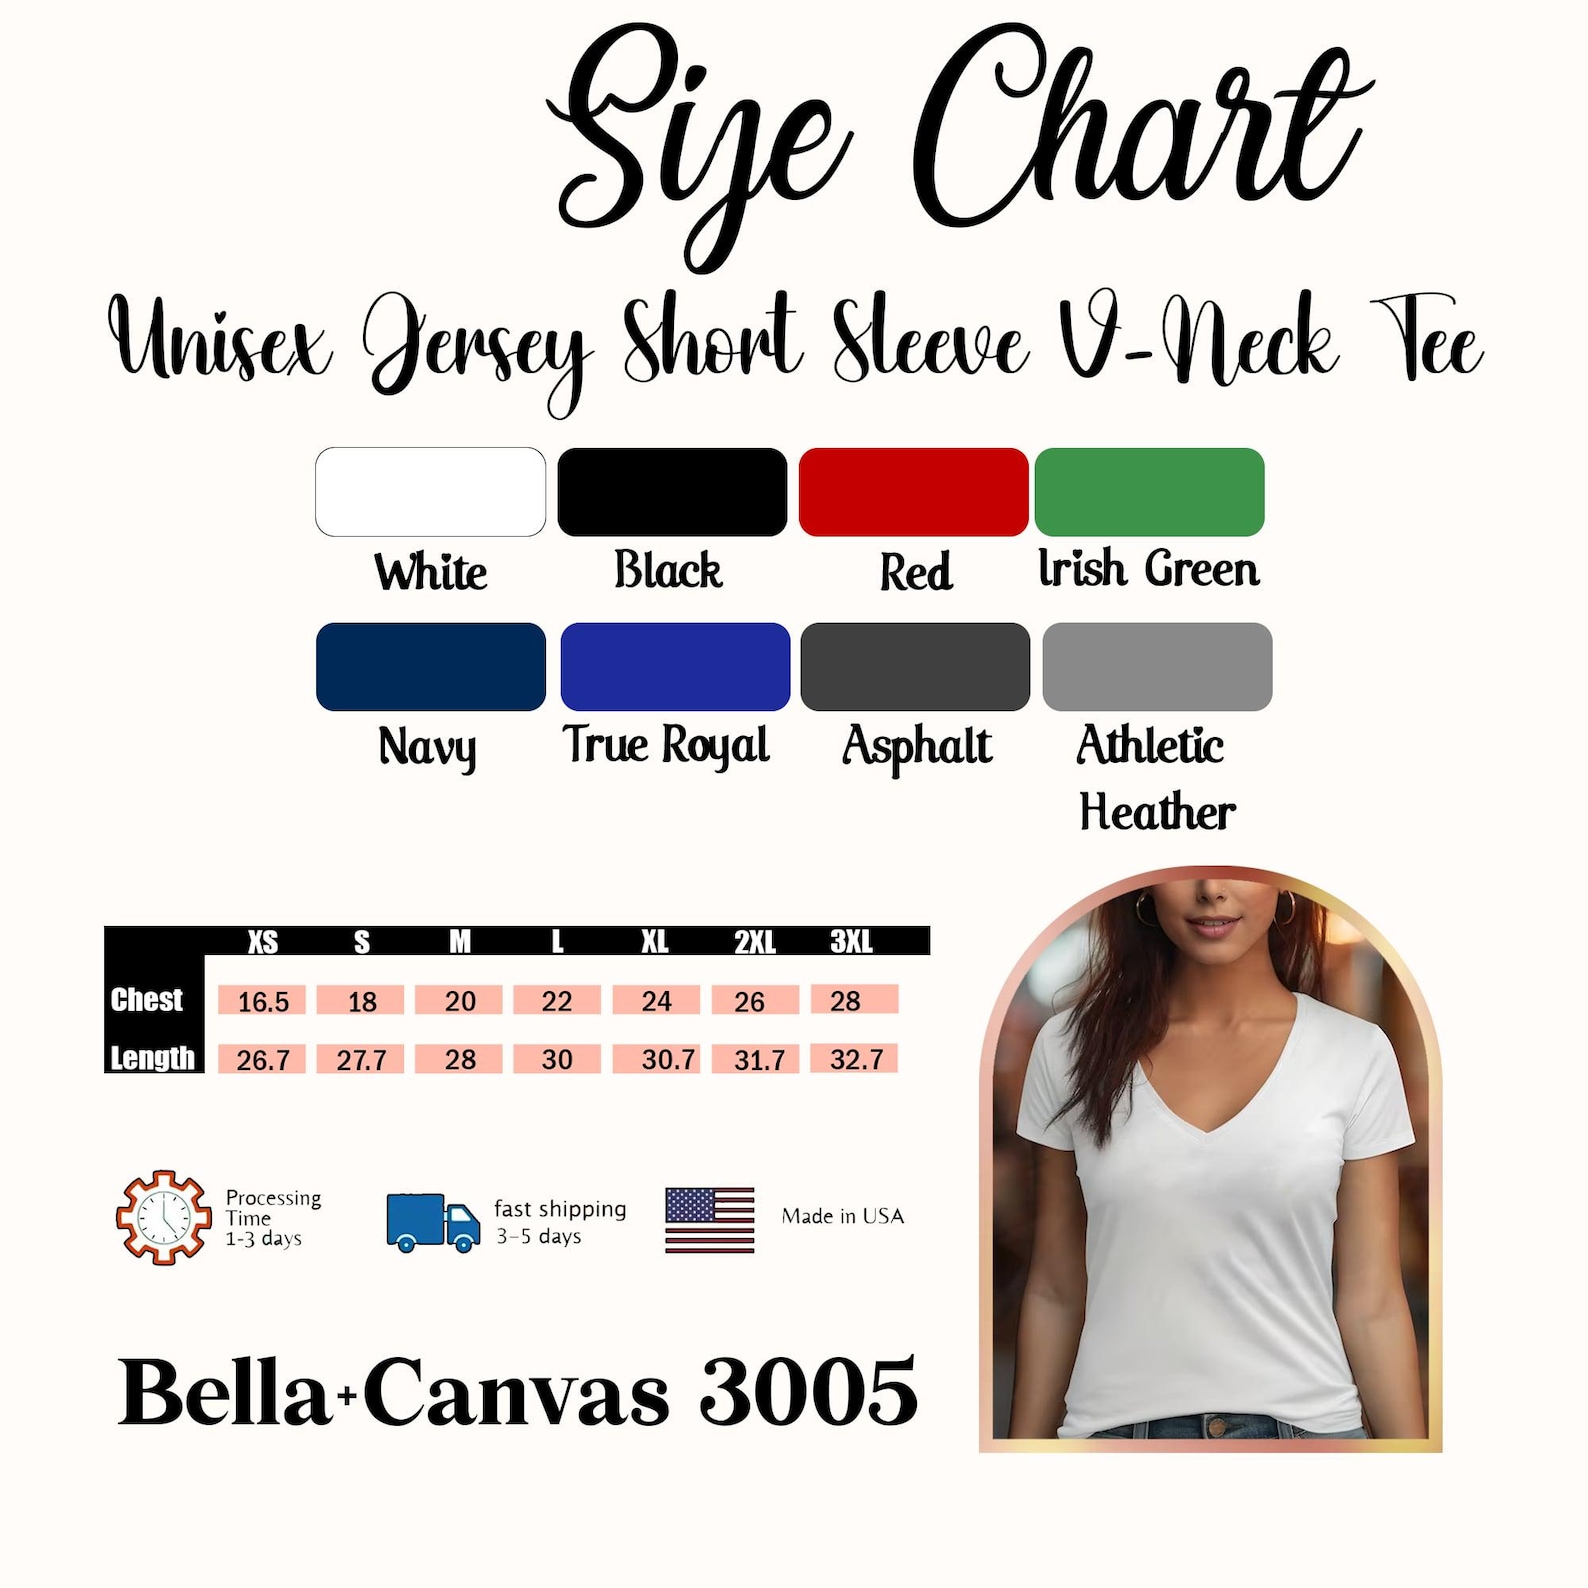 Size Chart
Unisex Jersey Short Sleeve V-Neck Tee
White Black Red Irish Green
Navy True Royal Asphalt Athletic
Heather
XS S M L XL 2XL 3XL
Chest 16.5 18 20 22 24 26 28
Length 26.7 27.7 28 30 30.7 31.7 32.7
Processing
Time
1-3 days
fast shipping
3-5 days
Made in USA
Bella+Canvas 3005